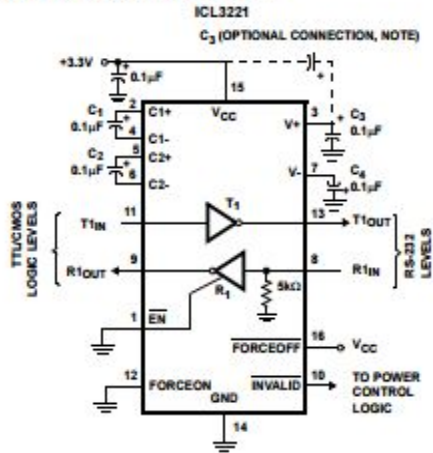 ICL3221
C3 (OPTIONAL CONNECTION, NOTE)
+3.3V
+
0.1µF
+
15
VCC
2
C1
0.1µF
+
C1+
4
C1-
5
C2
0.1µF
+
C2+
6
C2-
3
V+
+
C3
0.1µF
7
V-
C4
0.1µF
+
T1
11
T1IN
13
T1OUT
TTL/CMOS
LOGIC LEVELS
RS-232
LEVELS
9
R1OUT
8
R1IN
R1
5kΩ
1
EN
16
FORCEOFF
VCC
12
FORCEON
10
INVALID
TO POWER
CONTROL
LOGIC
GND
14